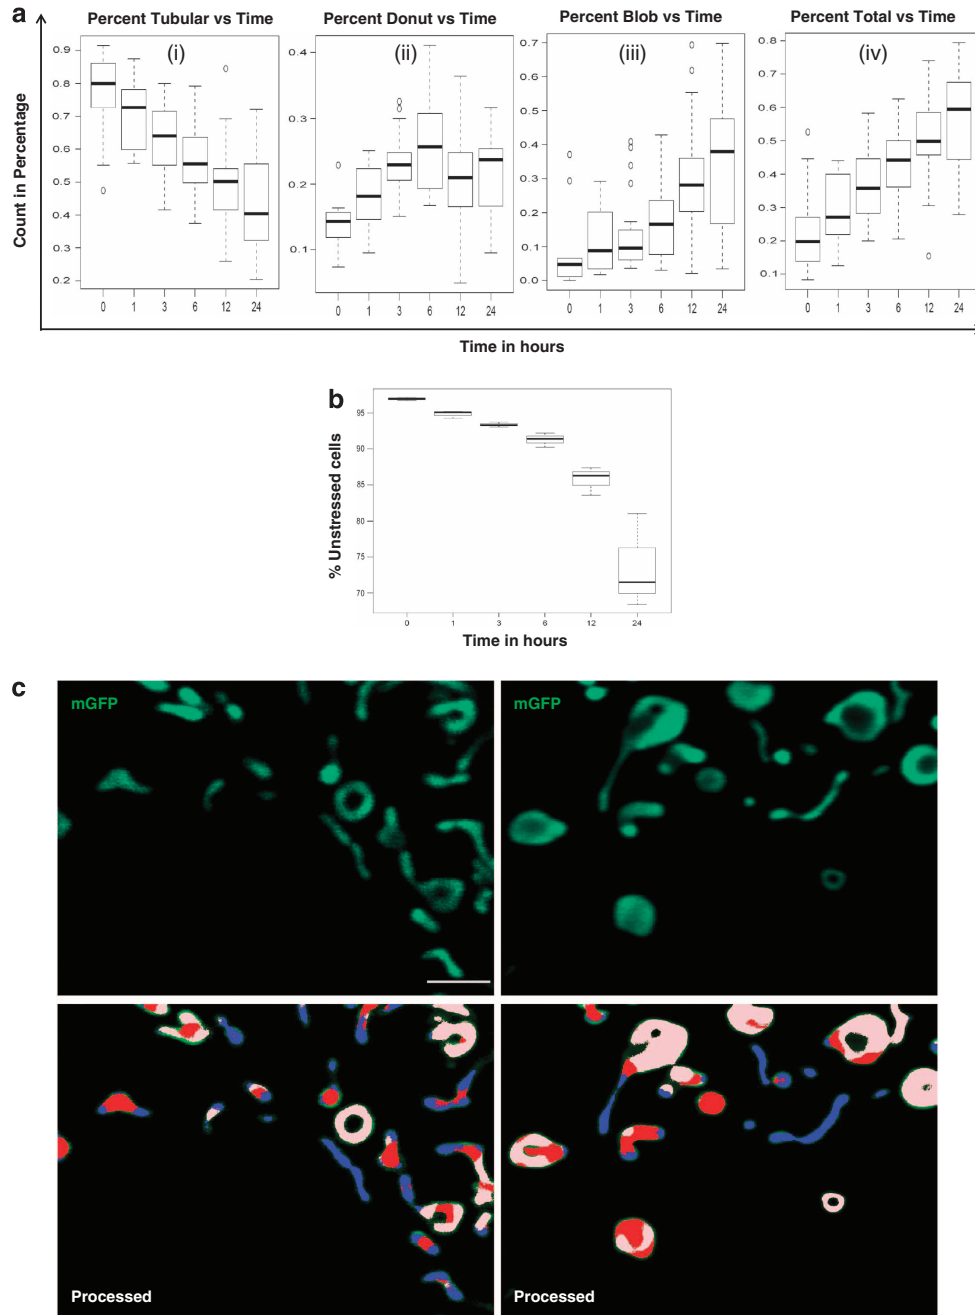 a
Percent Tubular vs Time
Percent Donut vs Time
Percent Blob vs Time
Percent Total vs Time
(i)
(ii)
(iii)
(iv)
Count in Percentage
0.9
0.8
0.7
0.6
0.5
0.4
0.3
0.2
0 1 3 6 12 24
0.4
0.3
0.2
0.1
0 1 3 6 12 24
0.7
0.6
0.5
0.4
0.3
0.2
0.1
0.0
0 1 3 6 12 24
0.8
0.7
0.6
0.5
0.4
0.3
0.2
0.1
0 1 3 6 12 24
Time in hours
b
% Unstressed cells
95
90
85
80
75
70
0 1 3 6 12 24
Time in hours
c
mGFP
mGFP
Processed
Processed